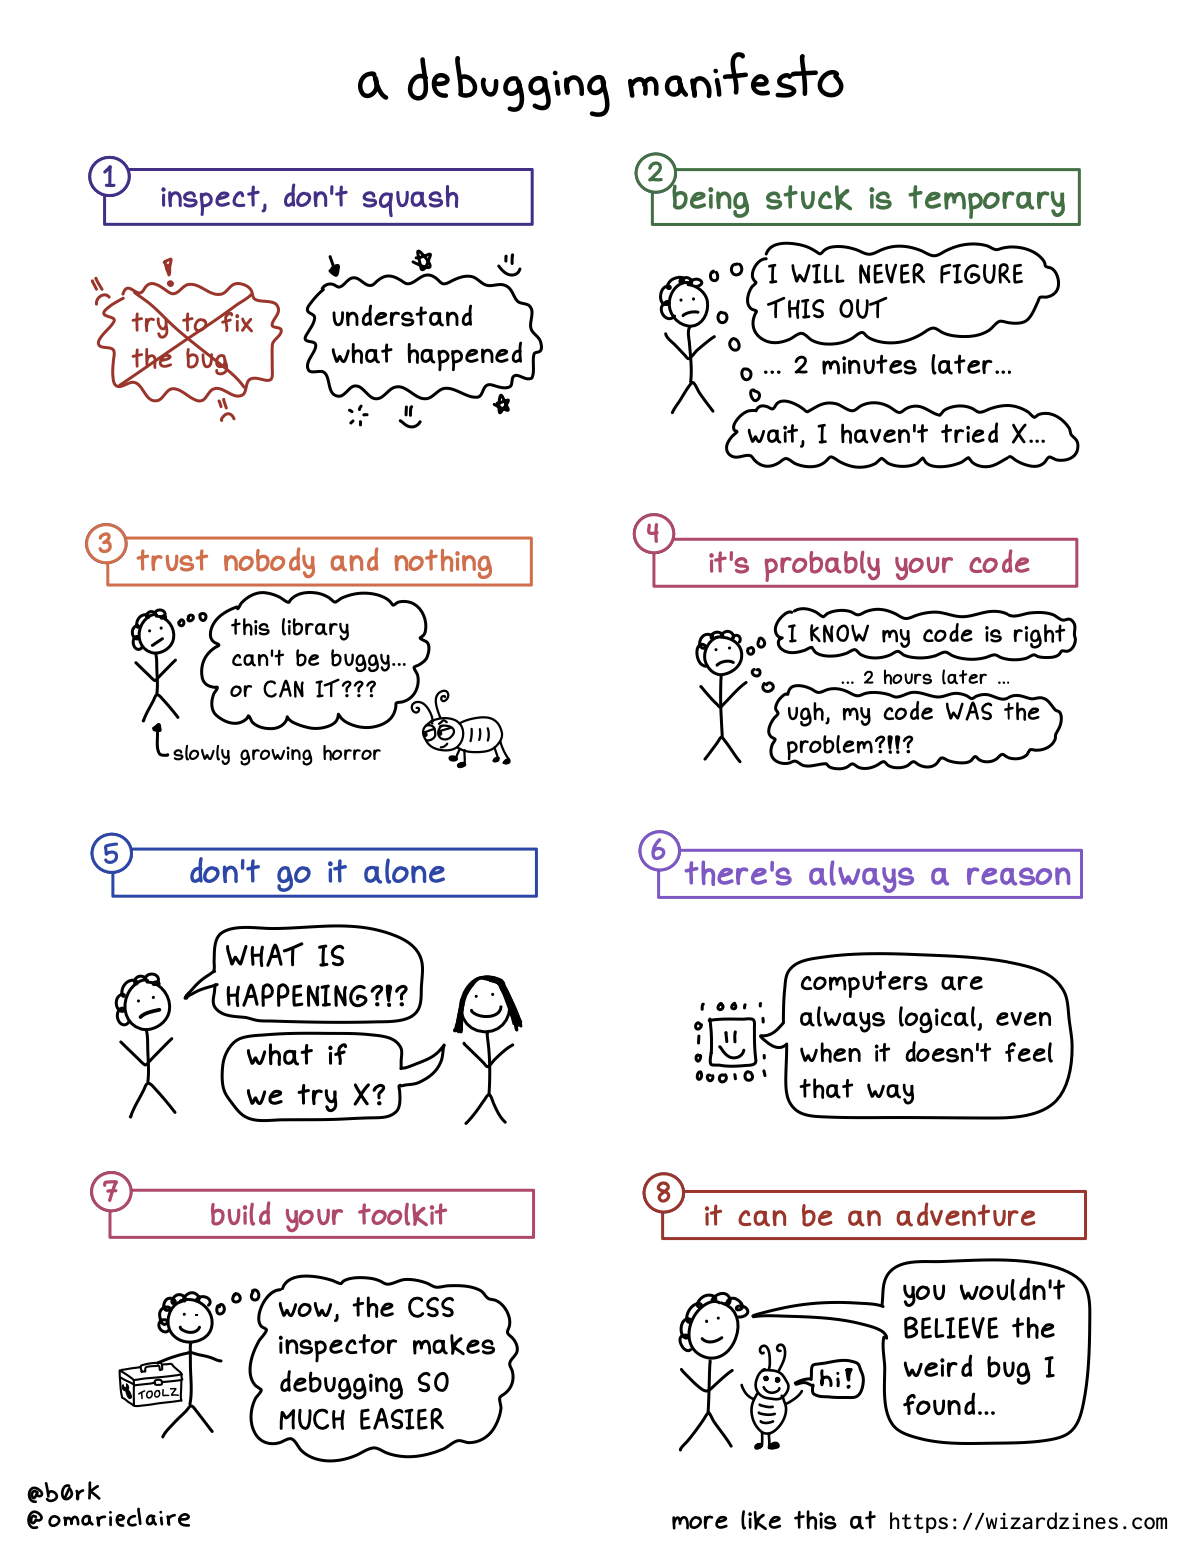 a debugging manifesto
1
inspect, don't squash
try to fix
the bug
understand
what happened
2
being stuck is temporary
I WILL NEVER FIGURE
THIS OUT
... 2 minutes later...
wait, I haven't tried X...
3
trust nobody and nothing
this library
can't be buggy...
or CAN IT???
slowly growing horror
4
it's probably your code
I KNOW my code is right
... 2 hours later ...
ugh, my code WAS the
problem?!!?
5
don't go it alone
WHAT IS
HAPPENING?!?
what if
we try X?
6
there's always a reason
computers are
always logical, even
when it doesn't feel
that way
7
build your toolkit
wow, the CSS
inspector makes
debugging SO
MUCH EASIER
TOOLZ
8
it can be an adventure
you wouldn't
BELIEVE the
weird bug I
found...
hi!
@b0rk
@omarieclaire
more like this at https://wizardzines.com